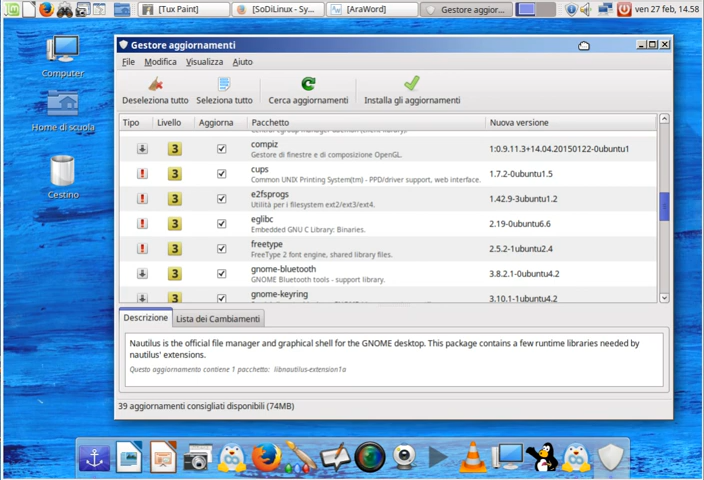 [Tux Paint]
[SoDiLinux - Sy...
[AraWord]
Gestore aggior...
ven 27 feb, 14.58
Computer
Home di scuola
Cestino
Gestore aggiornamenti
File Modifica Visualizza Aiuto
Deseleziona tutto Seleziona tutto Cerca aggiornamenti Installa gli aggiornamenti
Tipo Livello Aggiorna Pacchetto Nuova versione
3 compiz 1:0.9.11.3+14.04.20150122-0ubuntu1
Gestore di finestre e di composizione OpenGL.
3 cups 1.7.2-0ubuntu1.5
Common UNIX Printing System(tm) - PPD/driver support, web interface.
3 e2fsprogs 1.42.9-3ubuntu1.2
Utilità per i filesystem ext2/ext3/ext4.
3 eglibc 2.19-0ubuntu6.6
Embedded GNU C Library: Binaries.
3 freetype 2.5.2-1ubuntu2.4
FreeType 2 font engine, shared library files.
3 gnome-bluetooth 3.8.2.1-0ubuntu4.2
GNOME Bluetooth tools - support library.
3 gnome-keyring 3.10.1-1ubuntu4.2
Descrizione Lista dei Cambiamenti
Nautilus is the official file manager and graphical shell for the GNOME desktop. This package contains a few runtime libraries needed by
nautilus' extensions.
Questo aggiornamento contiene 1 pacchetto: libnautilus-extension1a
39 aggiornamenti consigliati disponibili (74MB)